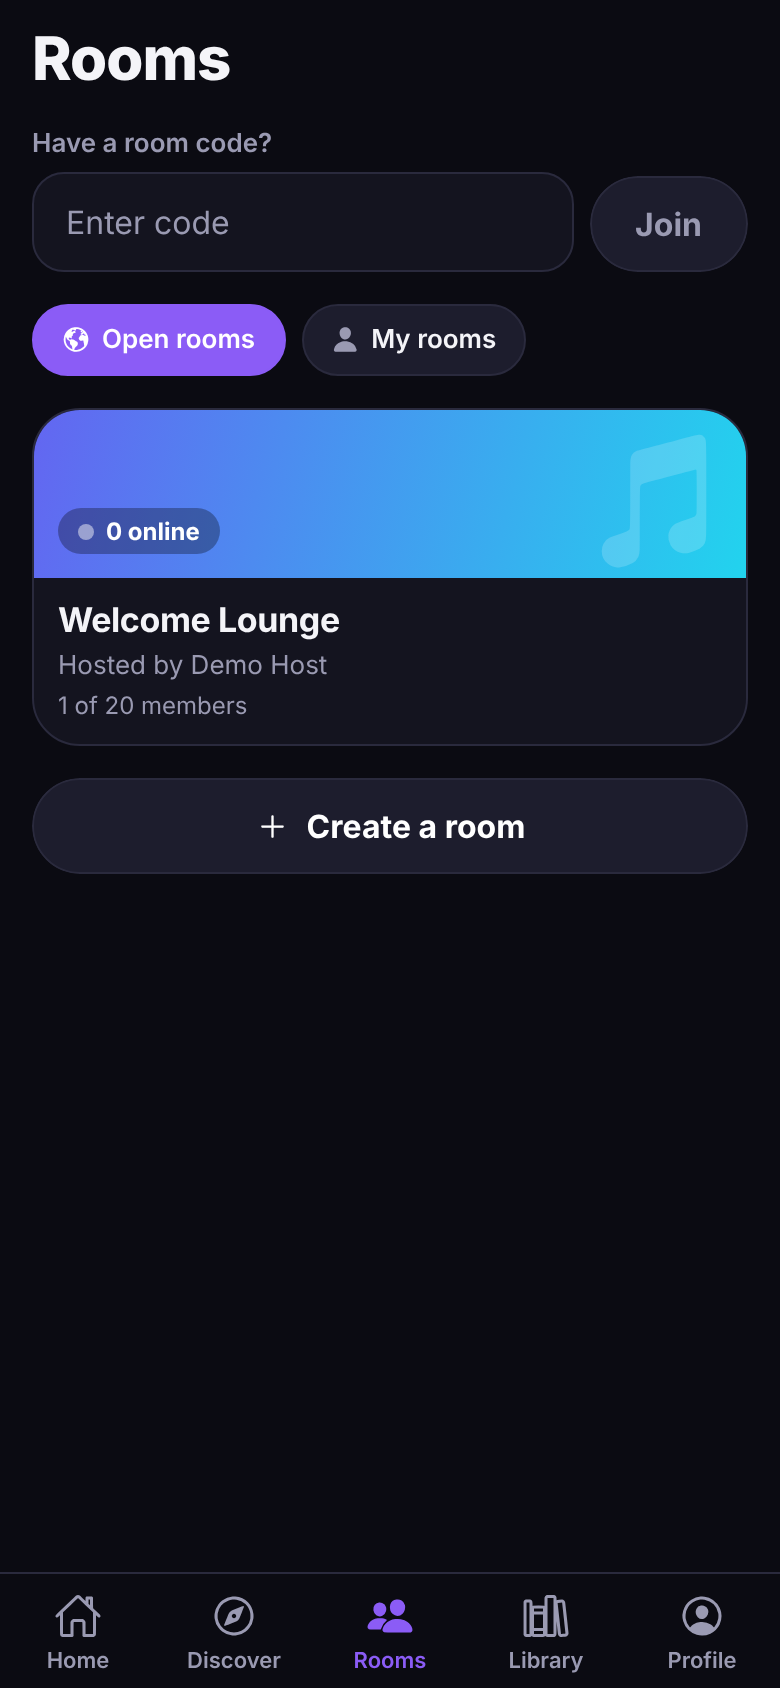 Rooms
Have a room code?
Enter code
Join
Open rooms
My rooms
0 online
Welcome Lounge
Hosted by Demo Host
1 of 20 members
Create a room
Home
Discover
Rooms
Library
Profile